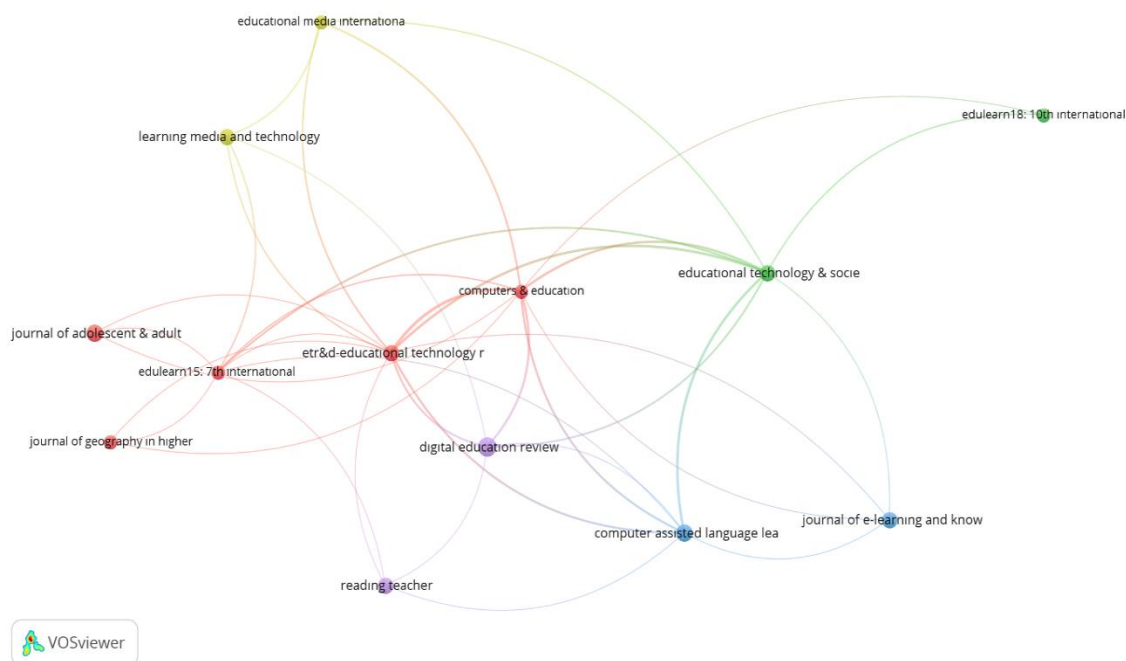 educational media internationa
edulearn18: 10th international
learning media and technology
educational technology & socie
computers & education
journal of adolescent & adult
etr&d-educational technology r
edulearn15: 7th international
journal of geography in higher
digital education review
journal of e-learning and know
computer assisted language lea
reading teacher
VOSviewer